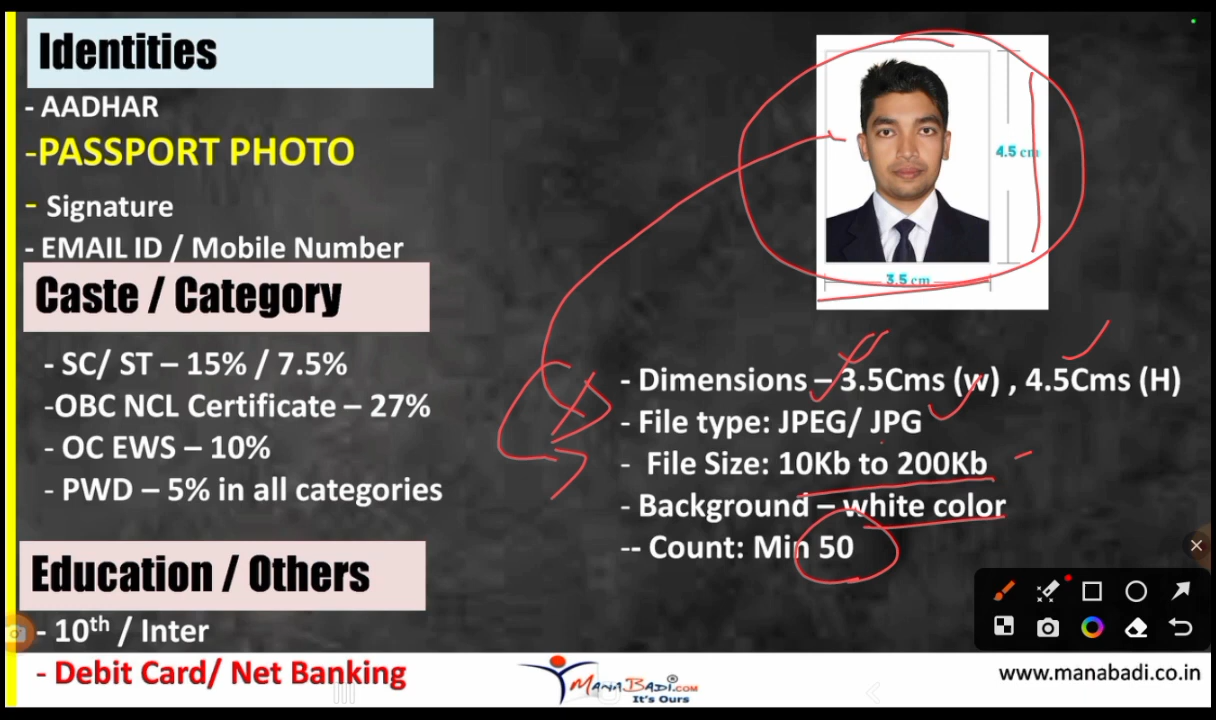 Identities
- AADHAR
-PASSPORT PHOTO
- Signature
- EMAIL ID / Mobile Number
Caste / Category
- SC/ ST – 15% / 7.5%
-OBC NCL Certificate – 27%
- OC EWS – 10%
- PWD – 5% in all categories
Education / Others
- 10th / Inter
- Debit Card/ Net Banking
4.5 cm
3.5 cm
- Dimensions – 3.5Cms (w) , 4.5Cms (H)
- File type: JPEG/ JPG
- File Size: 10Kb to 200Kb
- Background – white color
-- Count: Min 50
MANABADI.COM
It's Ours
www.manabadi.co.in